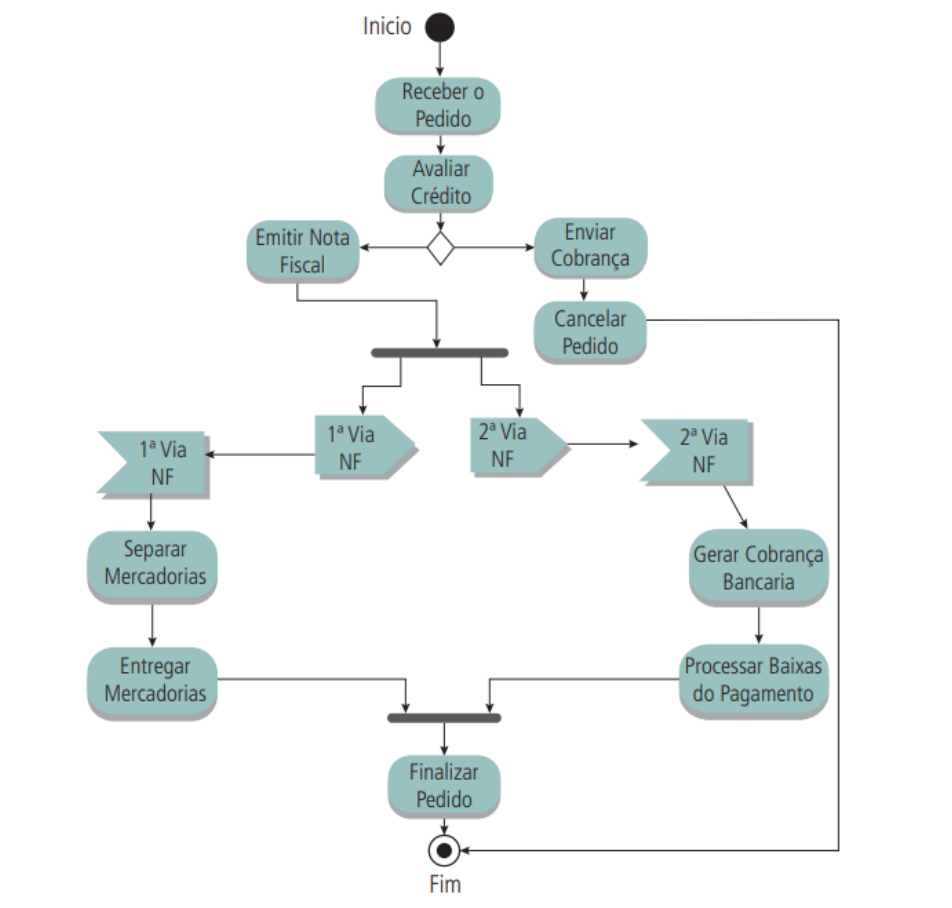 Inicio
Receber o
Pedido
Avaliar
Crédito
Emitir Nota
Fiscal
Enviar
Cobrança
Cancelar
Pedido
1ª Via
NF
1ª Via
NF
2ª Via
NF
2ª Via
NF
Separar
Mercadorias
Gerar Cobrança
Bancaria
Entregar
Mercadorias
Processar Baixas
do Pagamento
Finalizar
Pedido
Fim